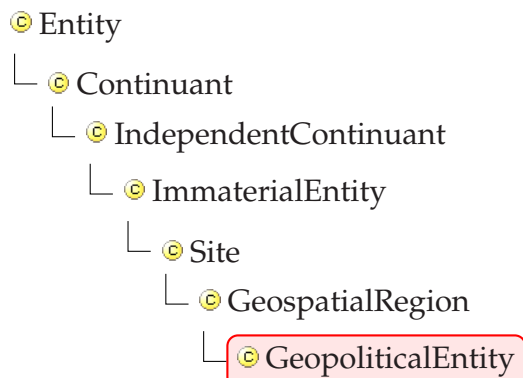 © Entity
© Continuant
© IndependentContinuant
© ImmaterialEntity
© Site
© GeospatialRegion
© GeopoliticalEntity